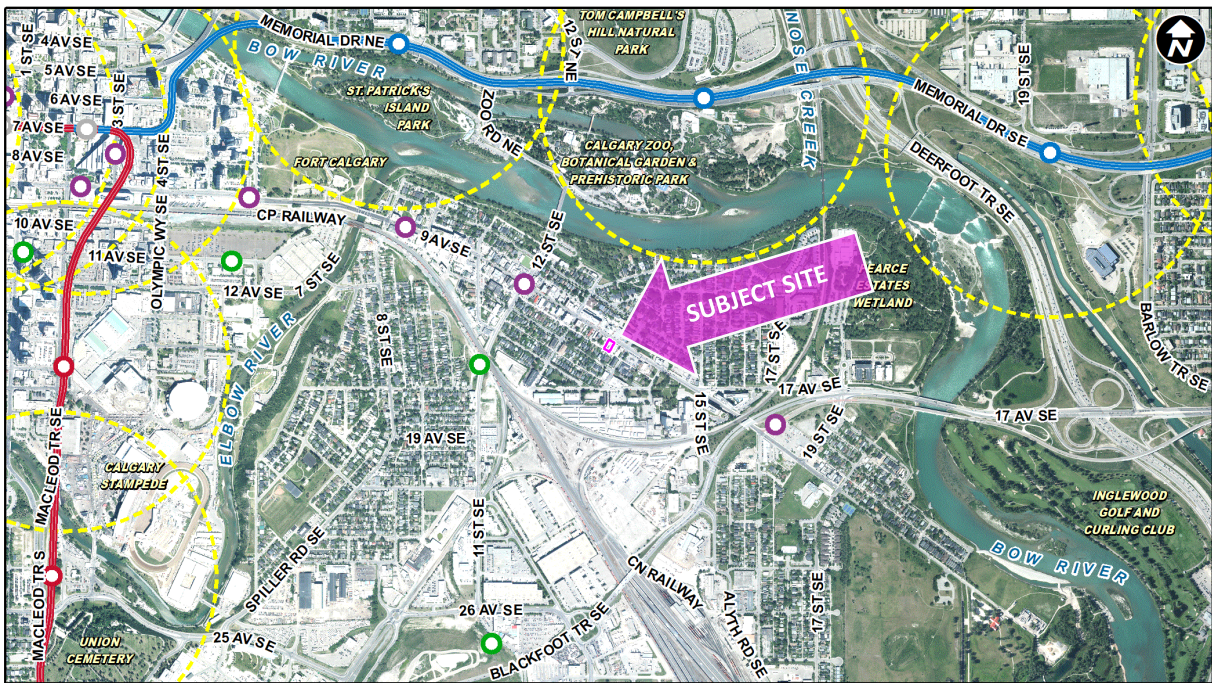 1 ST SE
4 AV SE
5 AV SE
6 AV SE
7 AV SE
8 AV SE
3 ST SE
4 ST SE
OLYMPIC WY SE
10 AV SE
11 AV SE
12 AV SE
7 ST SE
MEMORIAL DR NE
BOW RIVER
ST. PATRICK'S
ISLAND
PARK
FORT CALGARY
CP RAILWAY
9 AV SE
ZOO RD NE
12 S NE
TOM CAMPBELL'S
HILL NATURAL
PARK
NOSE CREEK
CALGARY ZOO,
BOTANICAL GARDEN &
PREHISTORIC PARK
12 ST SE
MEMORIAL DR SE
19 ST SE
DEERFOOT TR SE
BARLOW TR SE
N
SUBJECT SITE
PEARCE
ESTATES
WETLAND
17 ST SE
17 AV SE
17 AV SE
15 ST SE
19 ST SE
8 ST SE
ELBOW RIVER
19 AV SE
11 ST SE
MACLEOD TR SE
CALGARY
STAMPEDE
SPILLER RD SE
MACLEOD TR S
UNION
CEMETERY
25 AV SE
26 AV SE
BLACKFOOT TR SE
CN RAILWAY
ALYTH RD SE
17 ST SE
BOW RIVER
INGLEWOOD
GOLF AND
CURLING CLUB